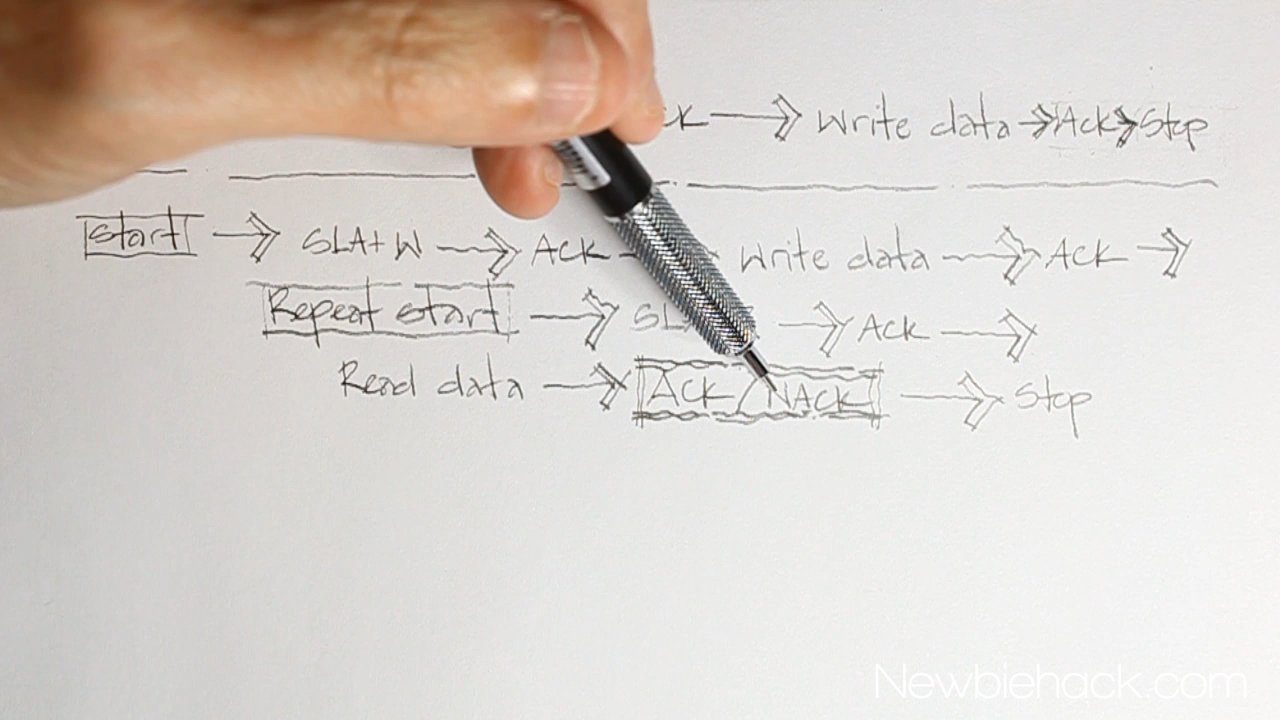 → Write data → Ack → Stop
Start → SLA+W → ACK → Write data → ACK →
Repeat start → → Ack →
Read data → Ack / NACK → Stop
Newbiehack.com